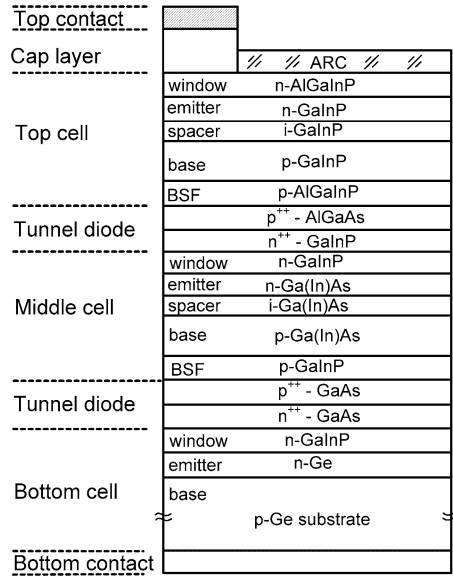 Top contact
Cap layer
ARC
window n-AlGaInP
emitter n-GaInP
spacer i-GaInP
Top cell
base p-GaInP
BSF p-AlGaInP
p++ - AlGaAs
Tunnel diode
n++ - GaInP
window n-GaInP
emitter n-Ga(In)As
spacer i-Ga(In)As
Middle cell
base p-Ga(In)As
BSF p-GaInP
p++ - GaAs
Tunnel diode
n++ - GaAs
window n-GaInP
emitter n-Ge
Bottom cell base
p-Ge substrate
Bottom contact